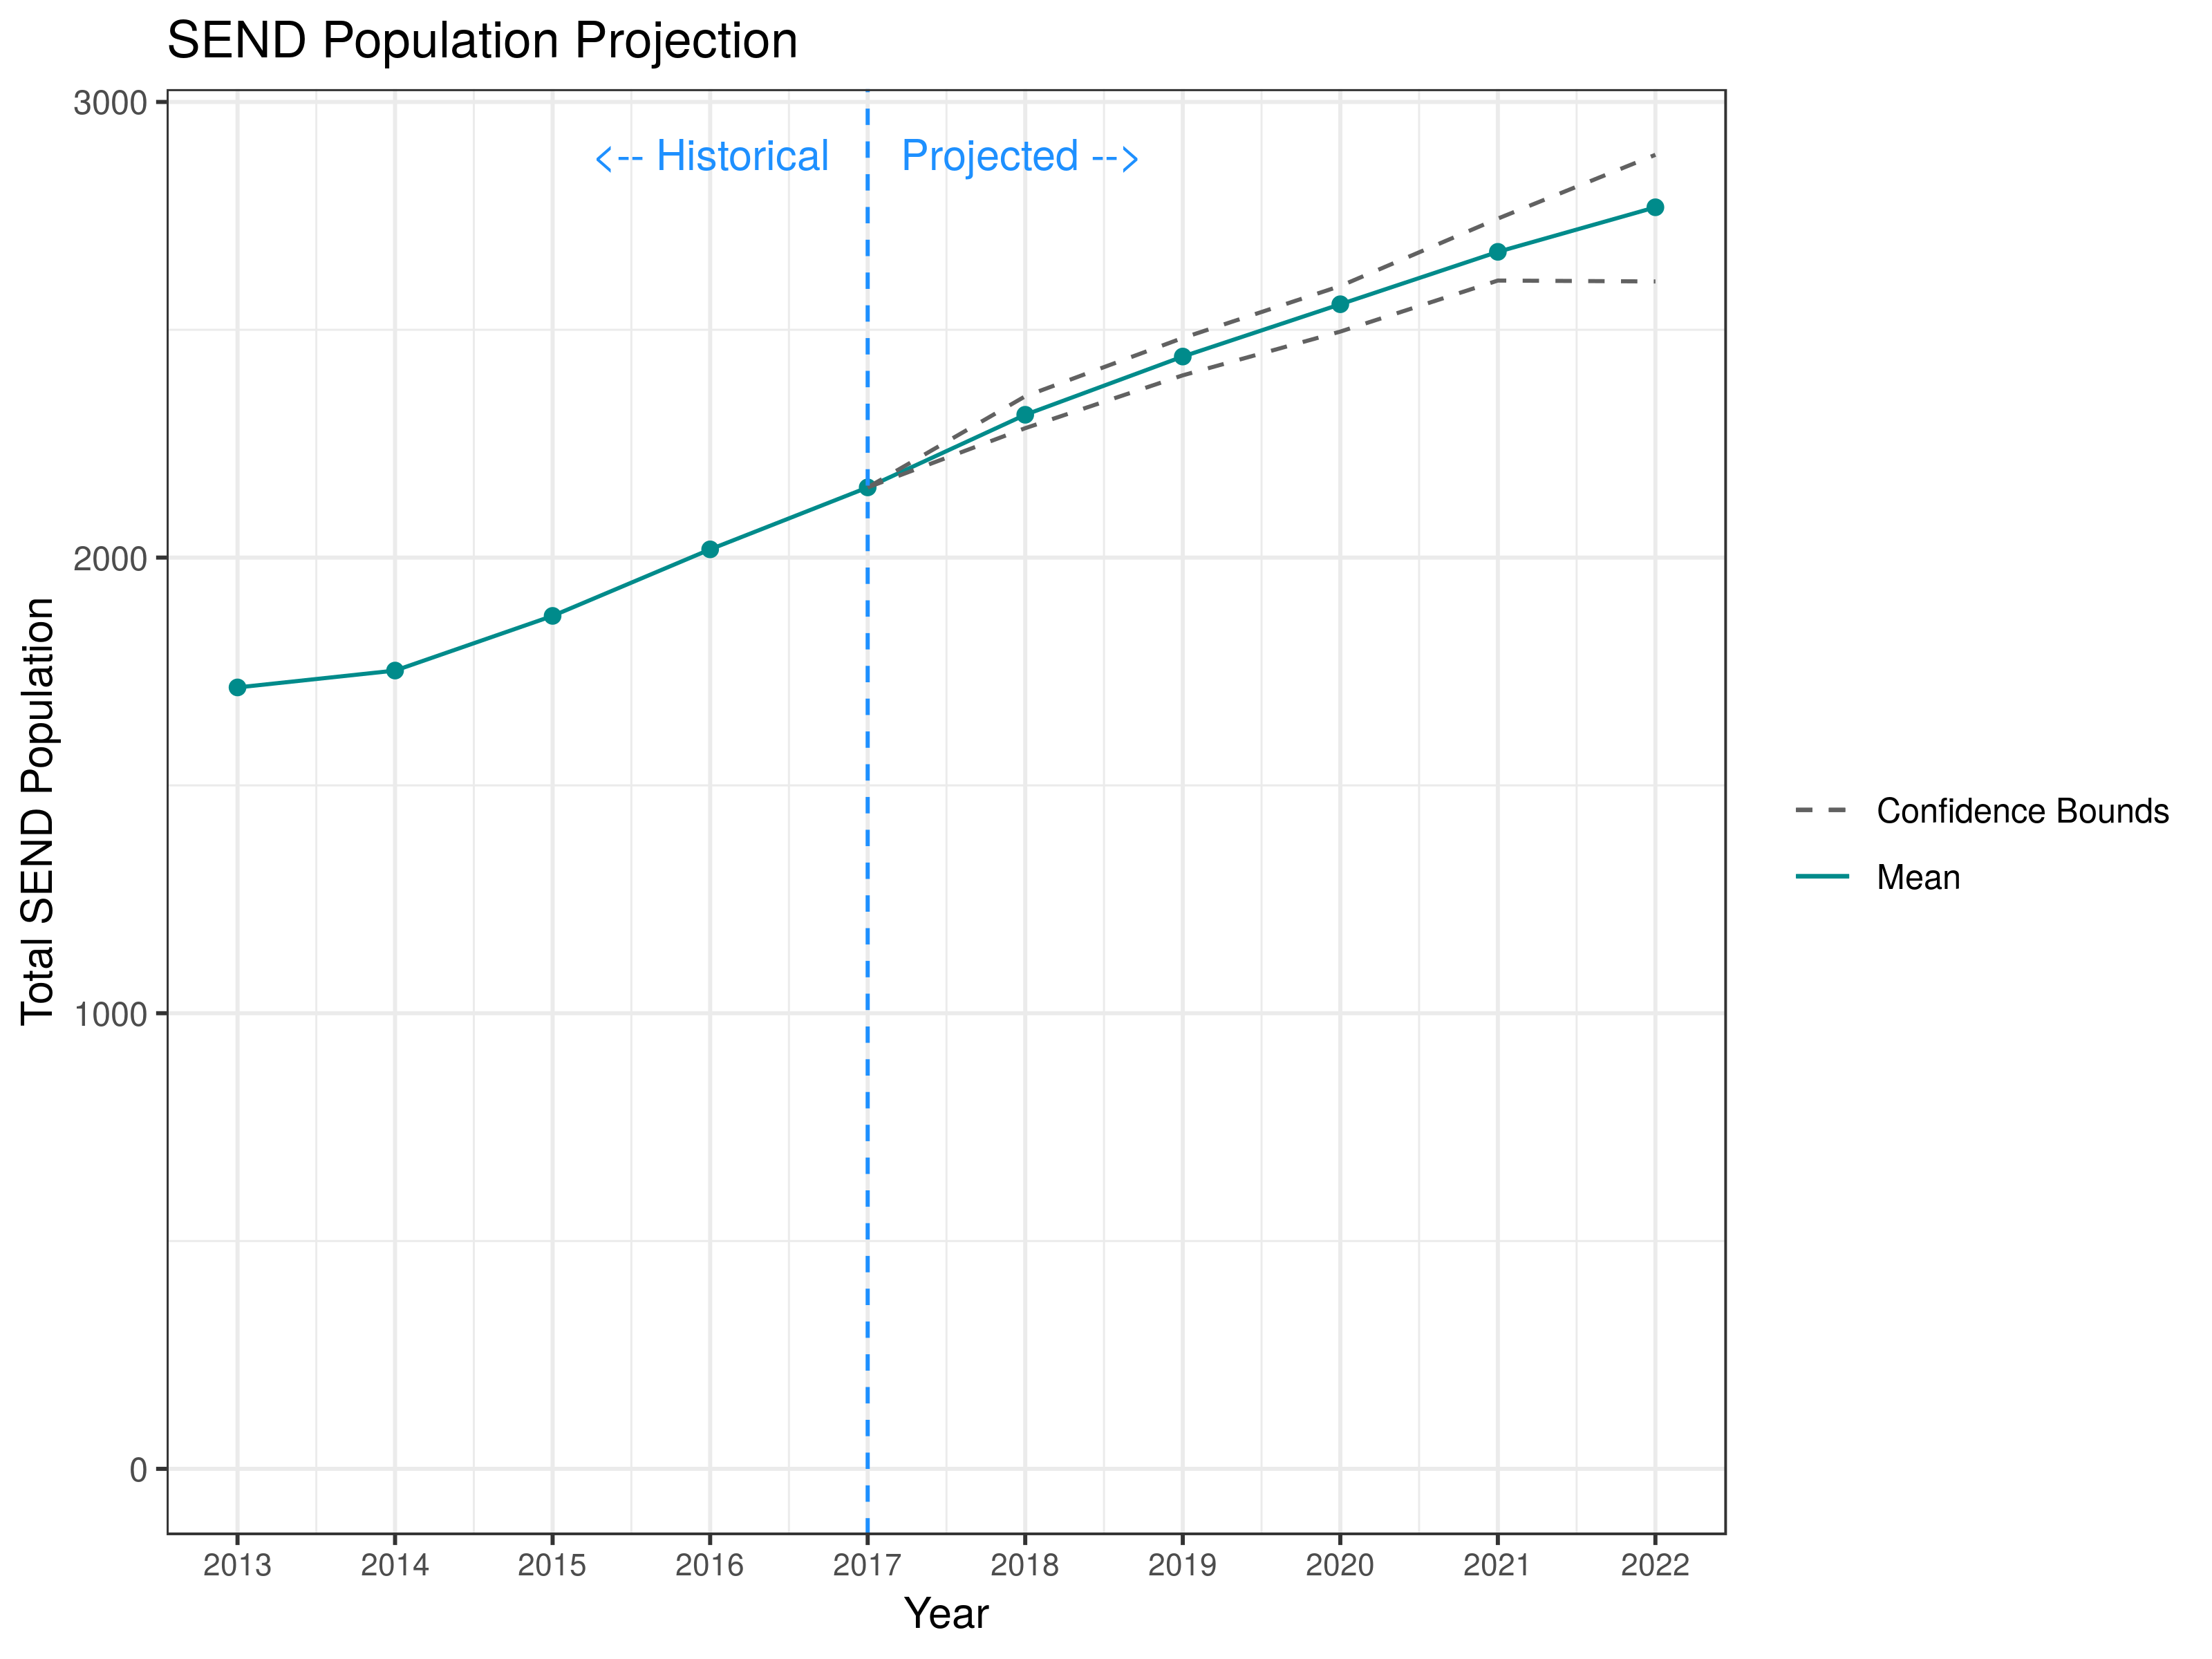 SEND Population Projection
3000
2000
1000
0
Total SEND Population
<-- Historical
Projected -->
2013 2014 2015 2016 2017 2018 2019 2020 2021 2022
Year
Confidence Bounds
Mean